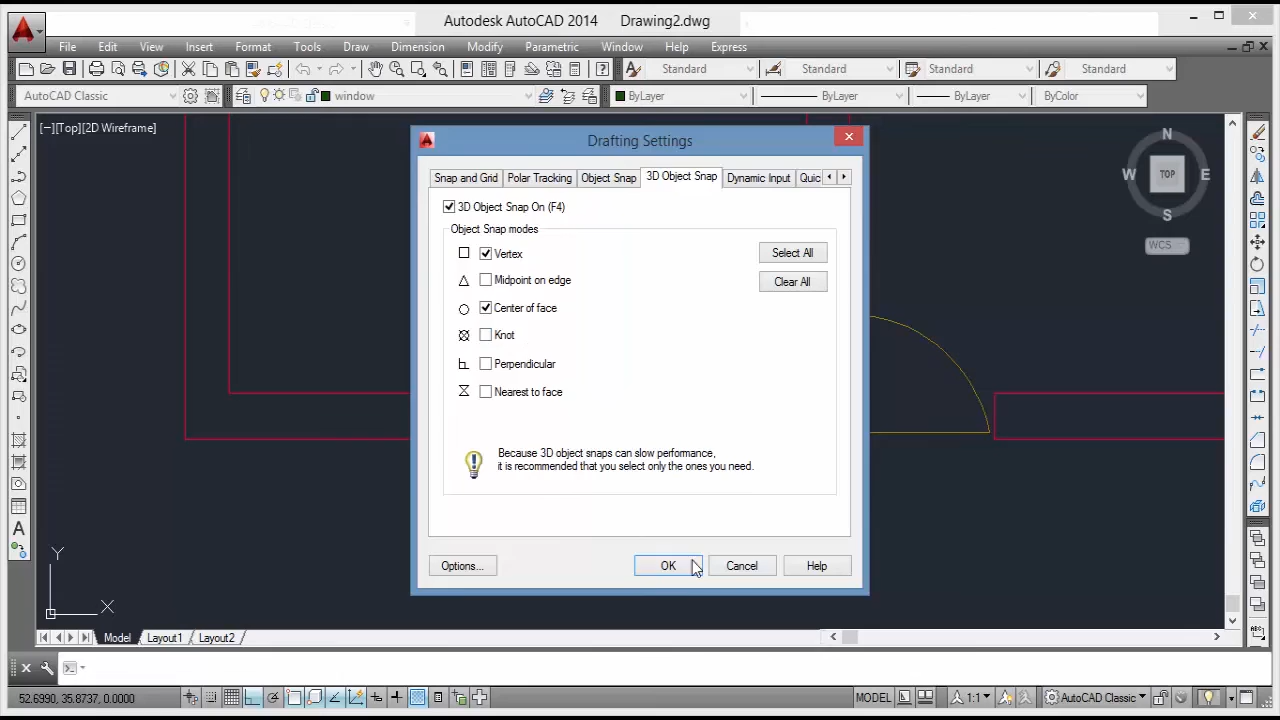 Autodesk AutoCAD 2014 Drawing2.dwg
File Edit View Insert Format Tools Draw Dimension Modify Parametric Window Help Express
Standard Standard Standard Standard
AutoCAD Classic window ByLayer ByLayer ByLayer ByColor
[−][Top][2D Wireframe]
N
W TOP E
S
WCS
Drafting Settings
Snap and Grid Polar Tracking Object Snap 3D Object Snap Dynamic Input Quic
3D Object Snap On (F4)
Object Snap modes
Vertex Select All
Midpoint on edge Clear All
Center of face
Knot
Perpendicular
Nearest to face
Because 3D object snaps can slow performance,
it is recommended that you select only the ones you need.
Options... OK Cancel Help
Y
X
Model Layout1 Layout2
52.6990, 35.8737, 0.0000 MODEL 1:1 AutoCAD Classic